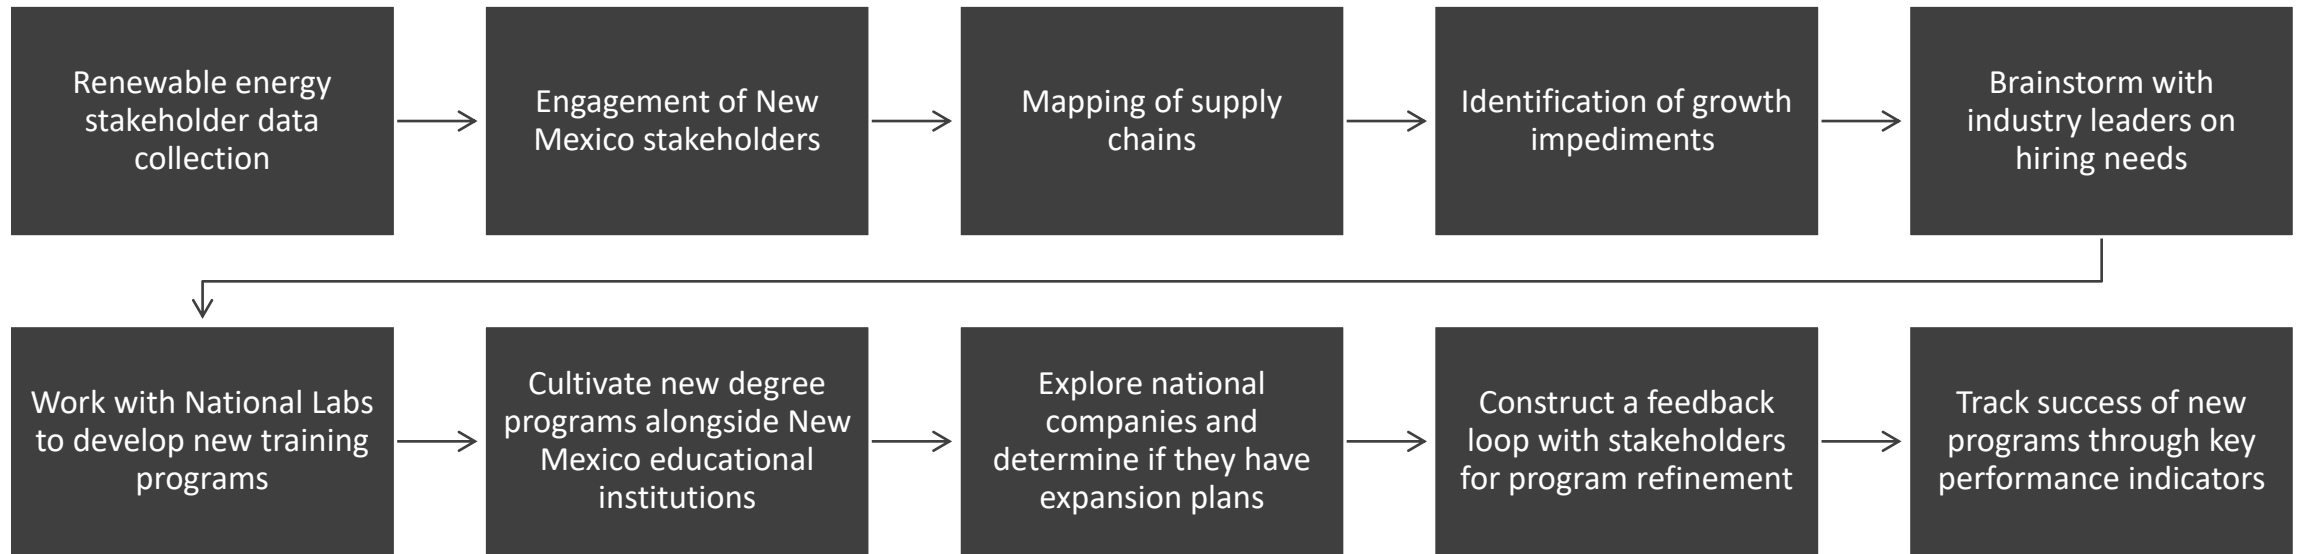 Renewable energy
stakeholder data
collection
Engagement of New
Mexico stakeholders
Mapping of supply
chains
Identification of growth
impediments
Brainstorm with
industry leaders on
hiring needs
Work with National Labs
to develop new training
programs
Cultivate new degree
programs alongside New
Mexico educational
institutions
Explore national
companies and
determine if they have
expansion plans
Construct a feedback
loop with stakeholders
for program refinement
Track success of new
programs through key
performance indicators